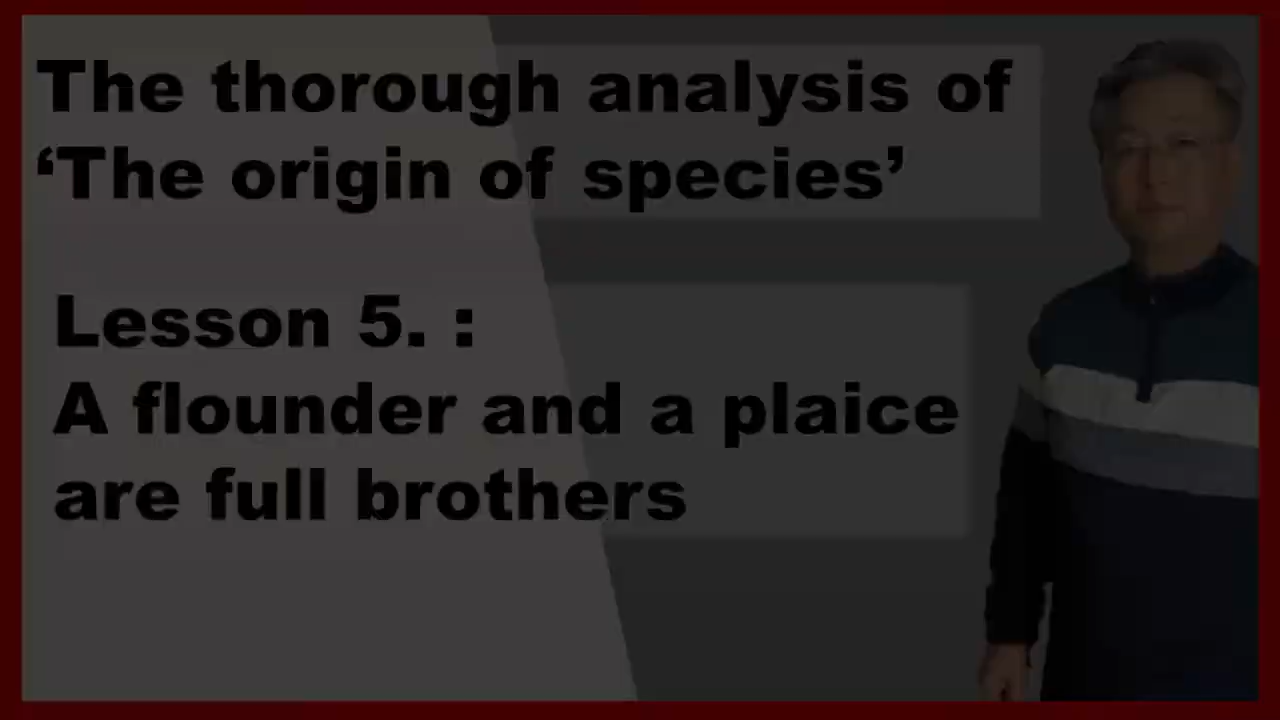 The thorough analysis of
‘The origin of species’
Lesson 5. :
A flounder and a plaice
are full brothers